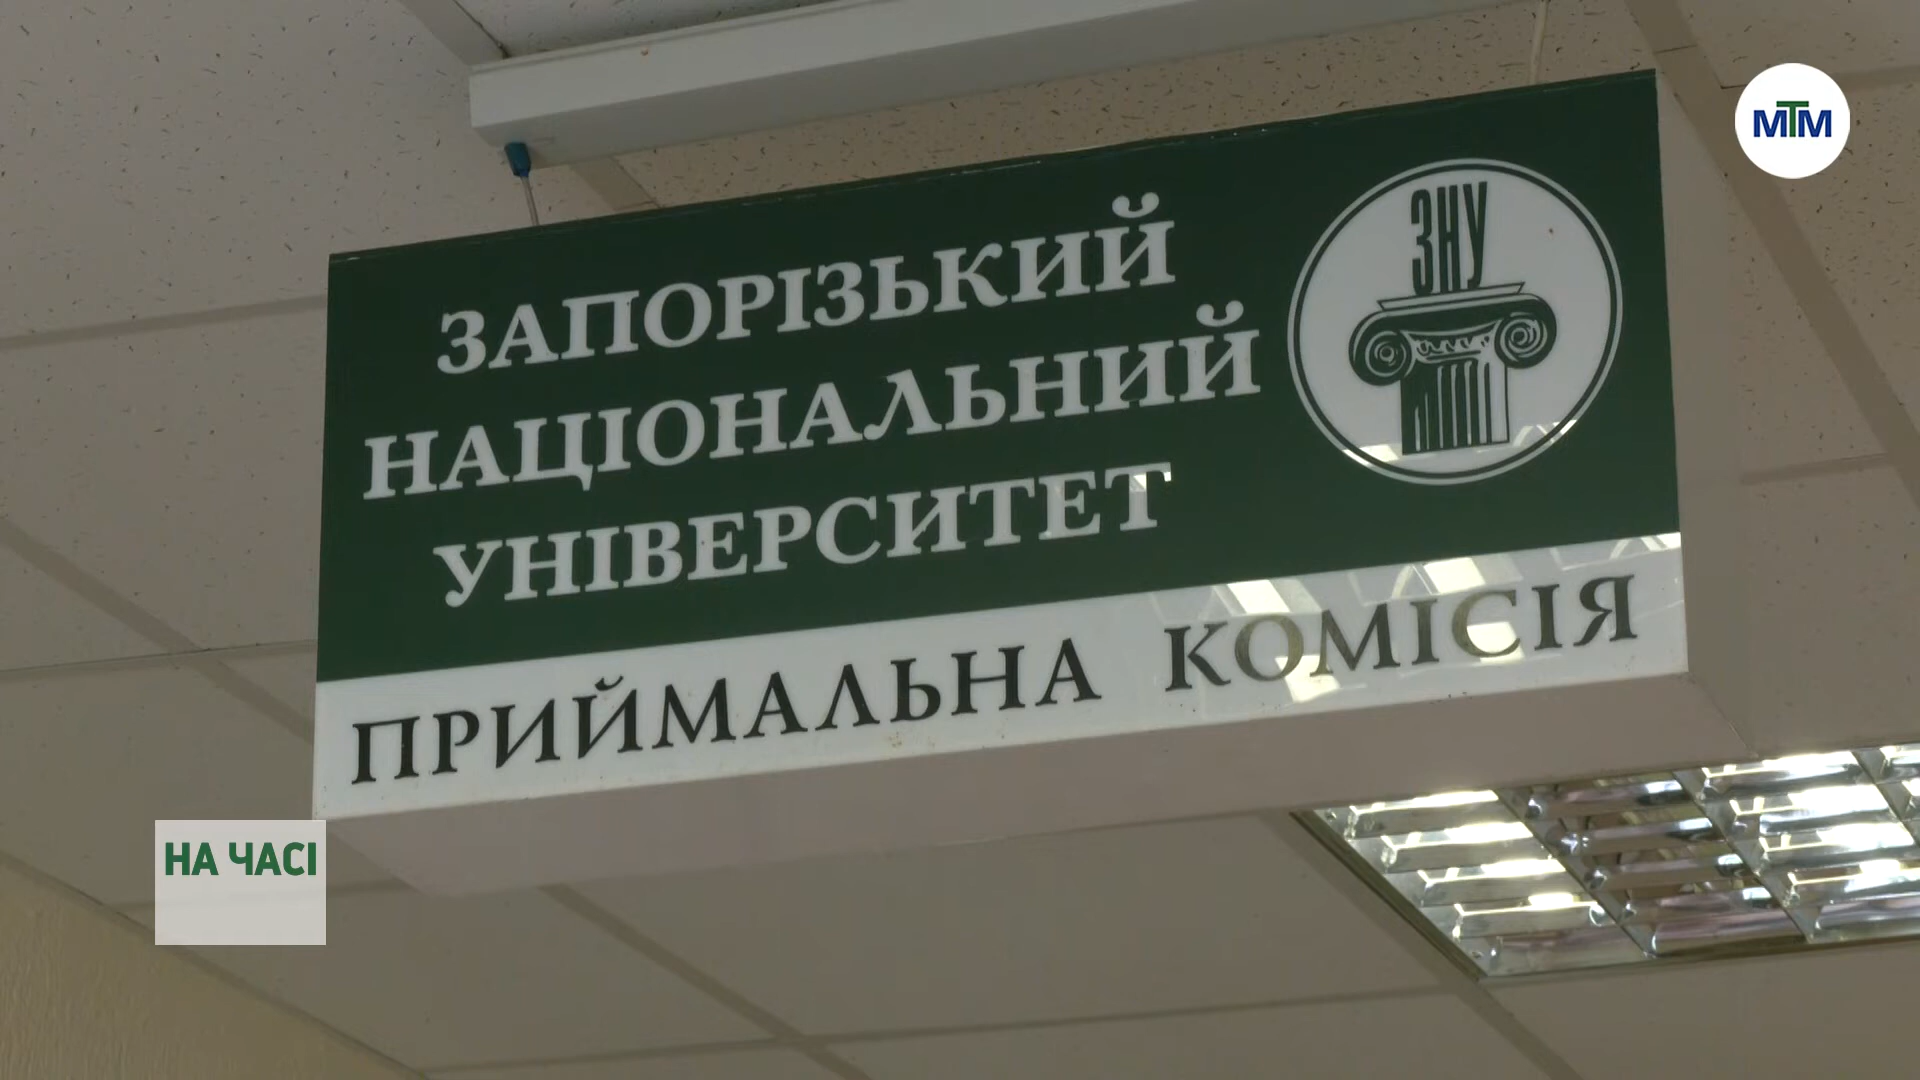 МТМ
ЗНУ
ЗАПОРІЗЬКИЙ
НАЦІОНАЛЬНИЙ
УНІВЕРСИТЕТ
ПРИЙМАЛЬНА КОМІСІЯ
НА ЧАСІ